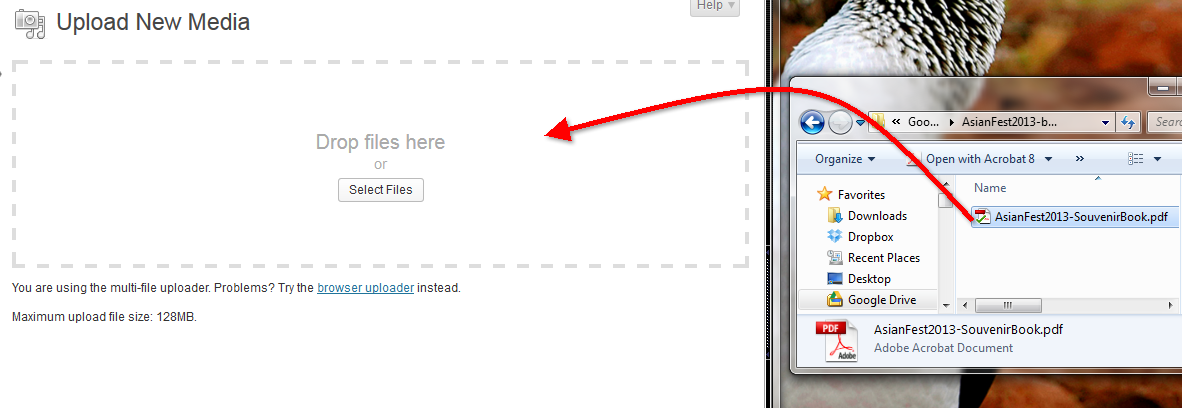 Help
Upload New Media
Drop files here
or
Select Files
You are using the multi-file uploader. Problems? Try the browser uploader instead.
Maximum upload file size: 128MB.
« Goo... AsianFest2013-b... Sear
Organize Open with Acrobat 8 »
Favorites
Downloads
Dropbox
Recent Places
Desktop
Google Drive
Name
AsianFest2013-SouvenirBook.pdf
PDF
Adobe
AsianFest2013-SouvenirBook.pdf
Adobe Acrobat Document